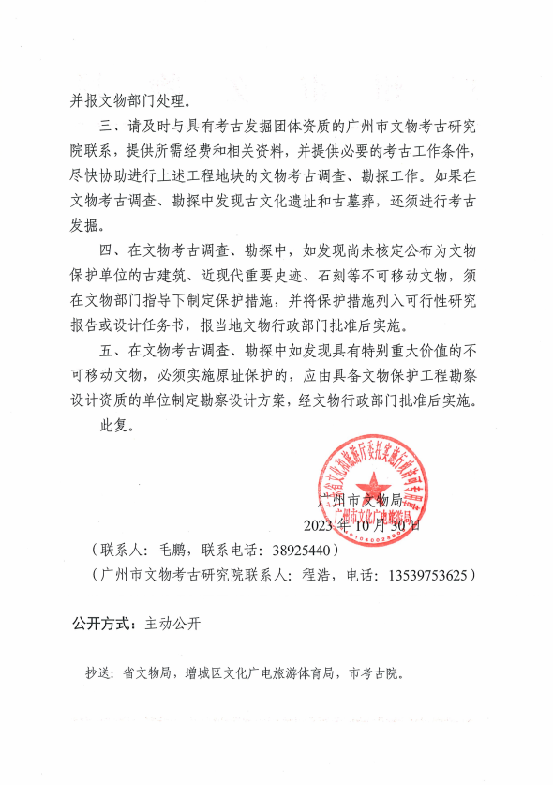 并报文物部门处理。
三、请及时与具有考古发掘团体资质的广州市文物考古研究
院联系，提供所需经费和相关资料，并提供必要的考古工作条件，
尽快协助进行上述工程地块的文物考古调查、勘探工作。如果在
文物考古调查、勘探中发现古文化遗址和古墓葬，还须进行考古
发掘。
四、在文物考古调查、勘探中，如发现尚未核定公布为文物
保护单位的古建筑、近现代重要史迹、石刻等不可移动文物，须
在文物部门指导下制定保护措施，并将保护措施列入可行性研究
报告或设计任务书，报当地文物行政部门批准后实施。
五、在文物考古调查、勘探中如发现具有特别重大价值的不
可移动文物，必须实施原址保护的，应由具备文物保护工程勘察
设计资质的单位制定勘察设计方案，经文物行政部门批准后实施。
此复。
广州市文物局
2023年10月30日
广州市文化广电旅游局
（联系人：毛鹏，联系电话：38925440）
（广州市文物考古研究院联系人：程浩，电话：13539753625）
公开方式：主动公开
抄送：省文物局，增城区文化广电旅游体育局，市考古院。